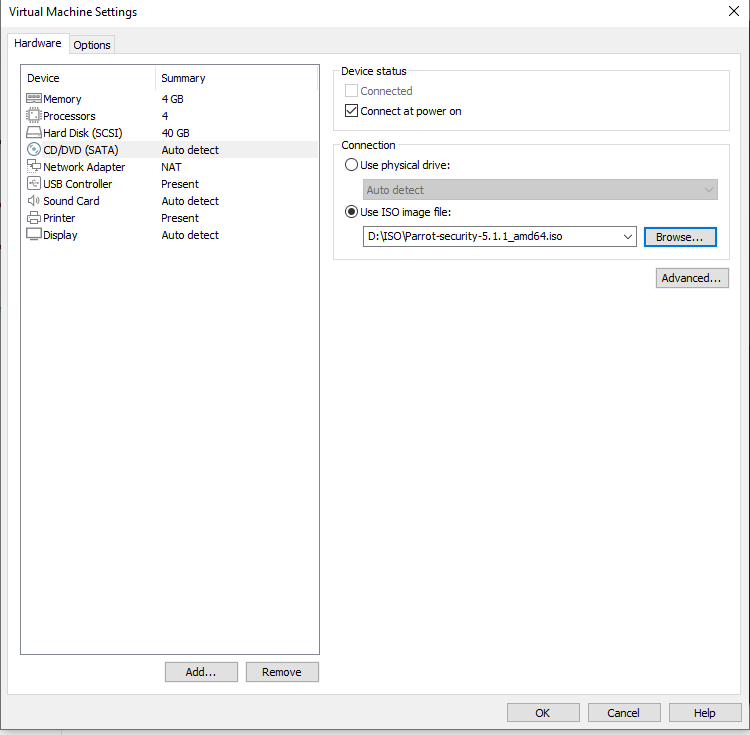 Virtual Machine Settings
Hardware Options
Device Summary
Memory 4 GB
Processors 4
Hard Disk (SCSI) 40 GB
CD/DVD (SATA) Auto detect
Network Adapter NAT
USB Controller Present
Sound Card Auto detect
Printer Present
Display Auto detect
Add... Remove
Device status
Connected
Connect at power on
Connection
Use physical drive:
Auto detect
Use ISO image file:
D:\ISO\Parrot-security-5.1.1_amd64.iso Browse...
Advanced...
OK Cancel Help